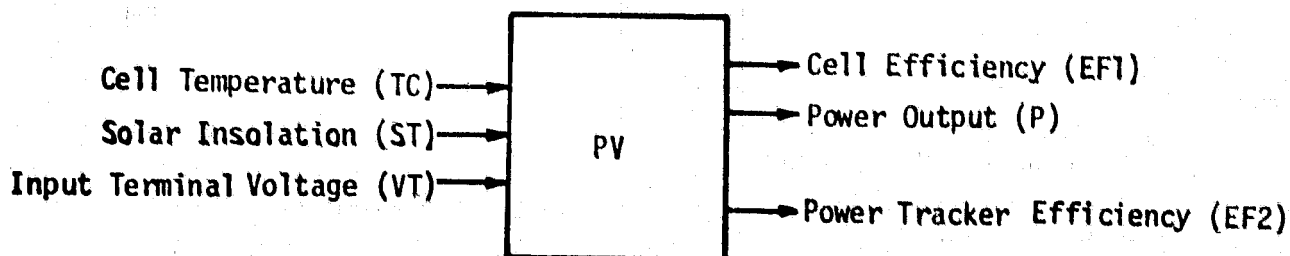 Cell Temperature (TC)
Solar Insolation (ST)
Input Terminal Voltage (VT)
PV
Cell Efficiency (EF1)
Power Output (P)
Power Tracker Efficiency (EF2)